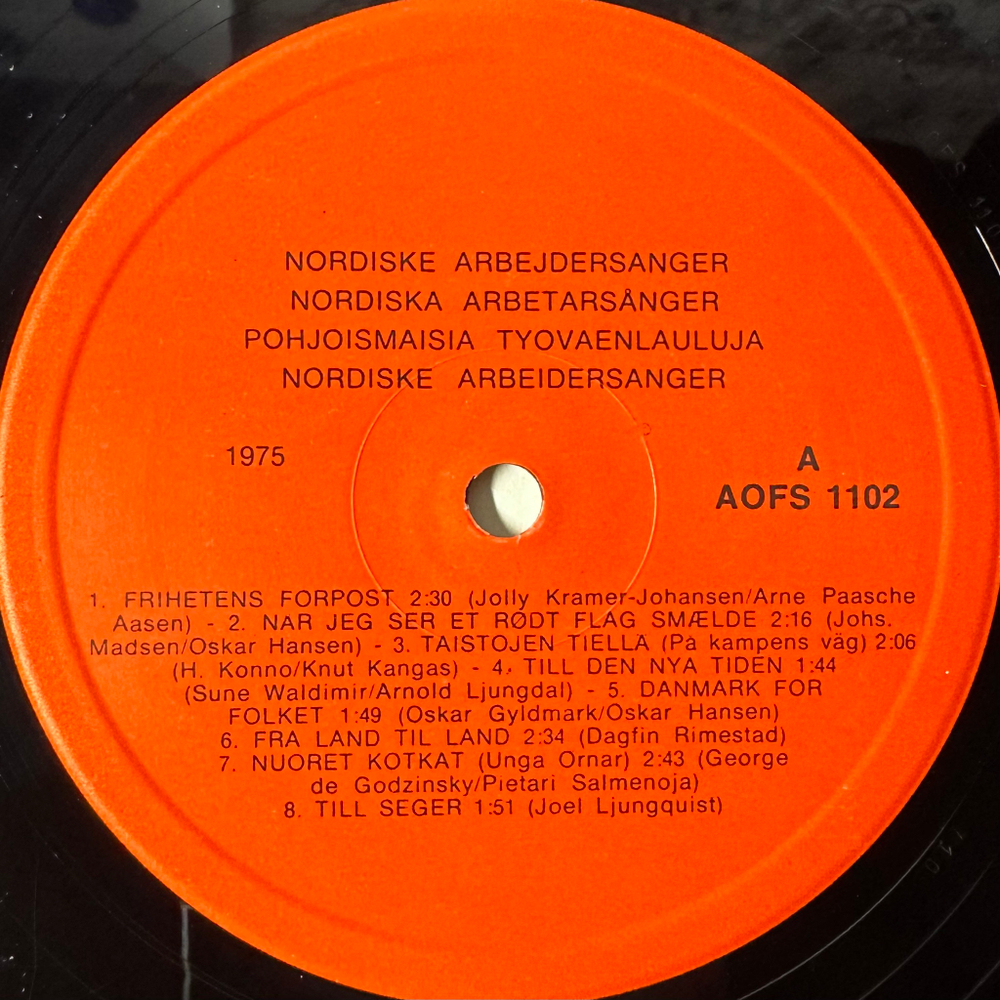 NORDISKE ARBEJDERSANGER
NORDISKA ARBETARSÅNGER
POHJOISMAISIA TYOVAENLAULUJA
NORDISKE ARBEIDERSANGER
1975
A
AOFS 1102
1. FRIHETENS FORPOST 2:30 (Jolly Kramer-Johansen/Arne Paasche
Aasen) - 2. NAR JEG SER ET RØDT FLAG SMÆLDE 2:16 (Johs.
Madsen/Oskar Hansen) - 3. TAISTOJEN TIELLA (Pa kampens väg) 2:06
(H. Konno/Knut Kangas) - 4. TILL DEN NYA TIDEN 1:44
(Sune Waldimir/Arnold Ljungdal) - 5. DANMARK FOR
FOLKET 1:49 (Oskar Gyldmark/Oskar Hansen)
6. FRA LAND TIL LAND 2:34 (Dagfin Rimestad)
7. NUORET KOTKAT (Unga Ornar) 2:43 (George
de Godzinsky/Pietari Salmenoja)
8. TILL SEGER 1:51 (Joel Ljungquist)